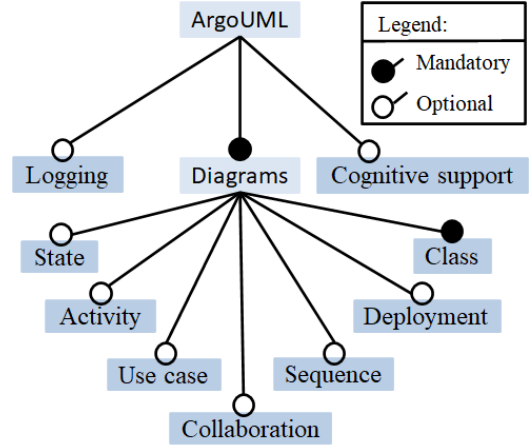 ArgoUML
Legend:
Mandatory
Optional
Logging
Diagrams
Cognitive support
State
Class
Activity
Deployment
Use case
Sequence
Collaboration